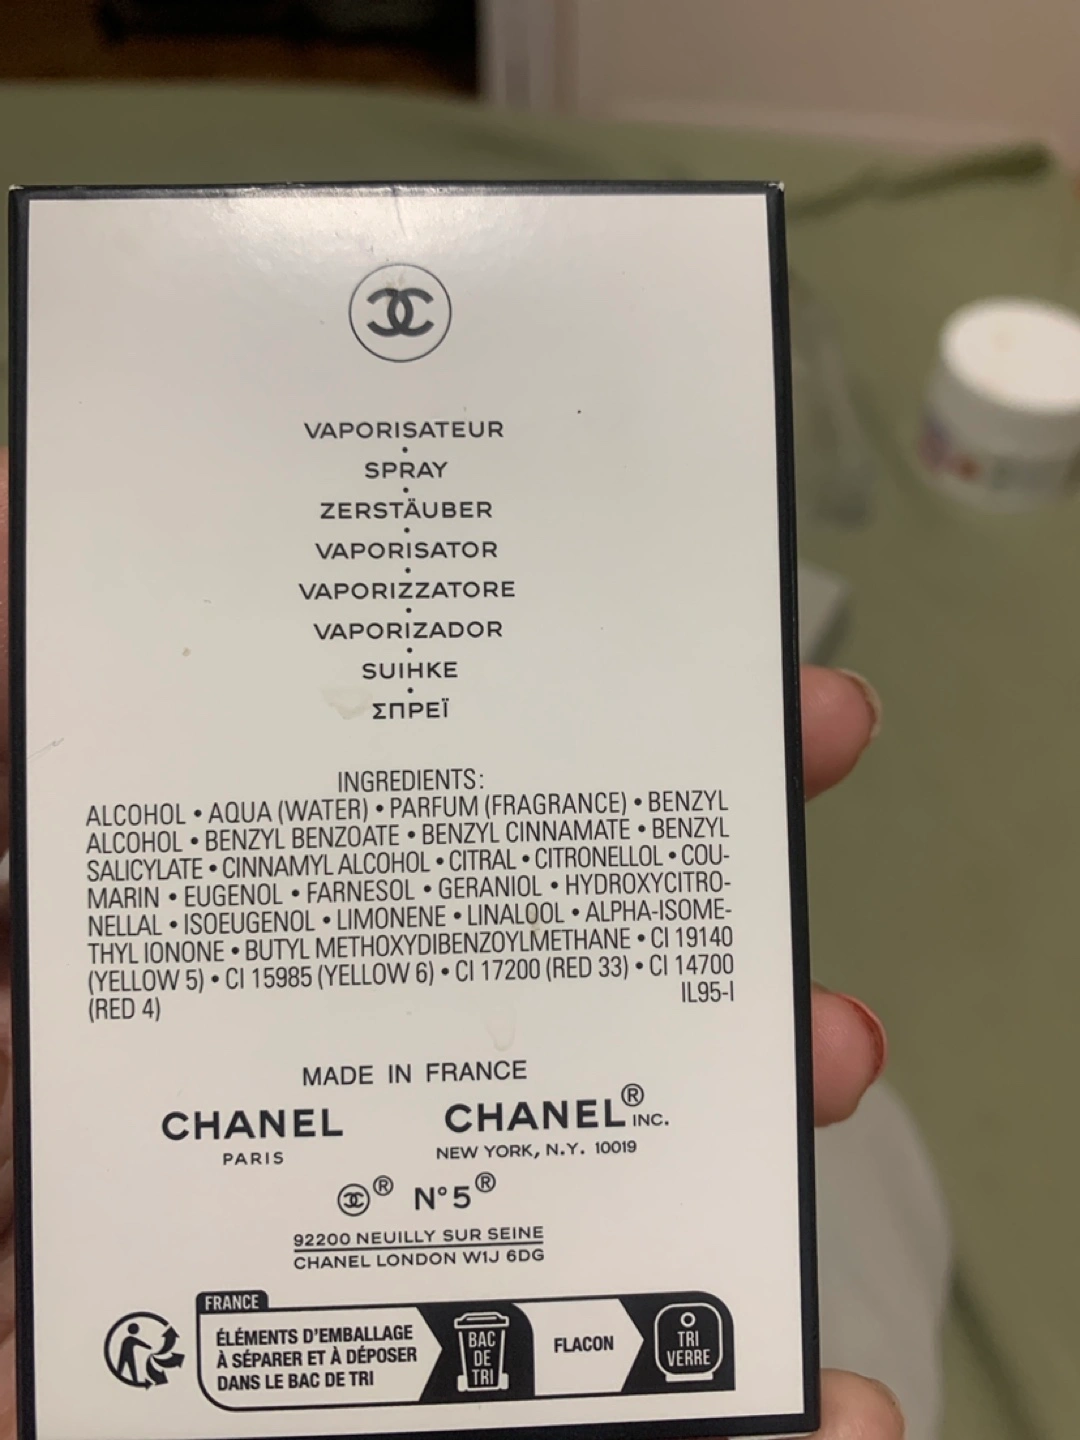 VAPORISATEUR
•
SPRAY
•
ZERSTÄUBER
•
VAPORISATOR
•
VAPORIZZATORE
•
VAPORIZADOR
•
SUIHKE
•
ΣΠΡΕΪ
INGREDIENTS:
ALCOHOL • AQUA (WATER) • PARFUM (FRAGRANCE) • BENZYL
ALCOHOL • BENZYL BENZOATE • BENZYL CINNAMATE • BENZYL
SALICYLATE • CINNAMYL ALCOHOL • CITRAL • CITRONELLOL • COU-
MARIN • EUGENOL • FARNESOL • GERANIOL • HYDROXYCITRO-
NELLAL • ISOEUGENOL • LIMONENE • LINALOOL • ALPHA-ISOME-
THYL IONONE • BUTYL METHOXYDIBENZOYLMETHANE • CI 19140
(YELLOW 5) • CI 15985 (YELLOW 6) • CI 17200 (RED 33) • CI 14700
(RED 4) IL95-I
MADE IN FRANCE
CHANEL CHANEL® INC.
PARIS NEW YORK, N.Y. 10019
® N°5®
92200 NEUILLY SUR SEINE
CHANEL LONDON W1J 6DG
FRANCE
ÉLÉMENTS D'EMBALLAGE
À SÉPARER ET À DÉPOSER
DANS LE BAC DE TRI
BAC
DE
TRI
FLACON
TRI
VERRE